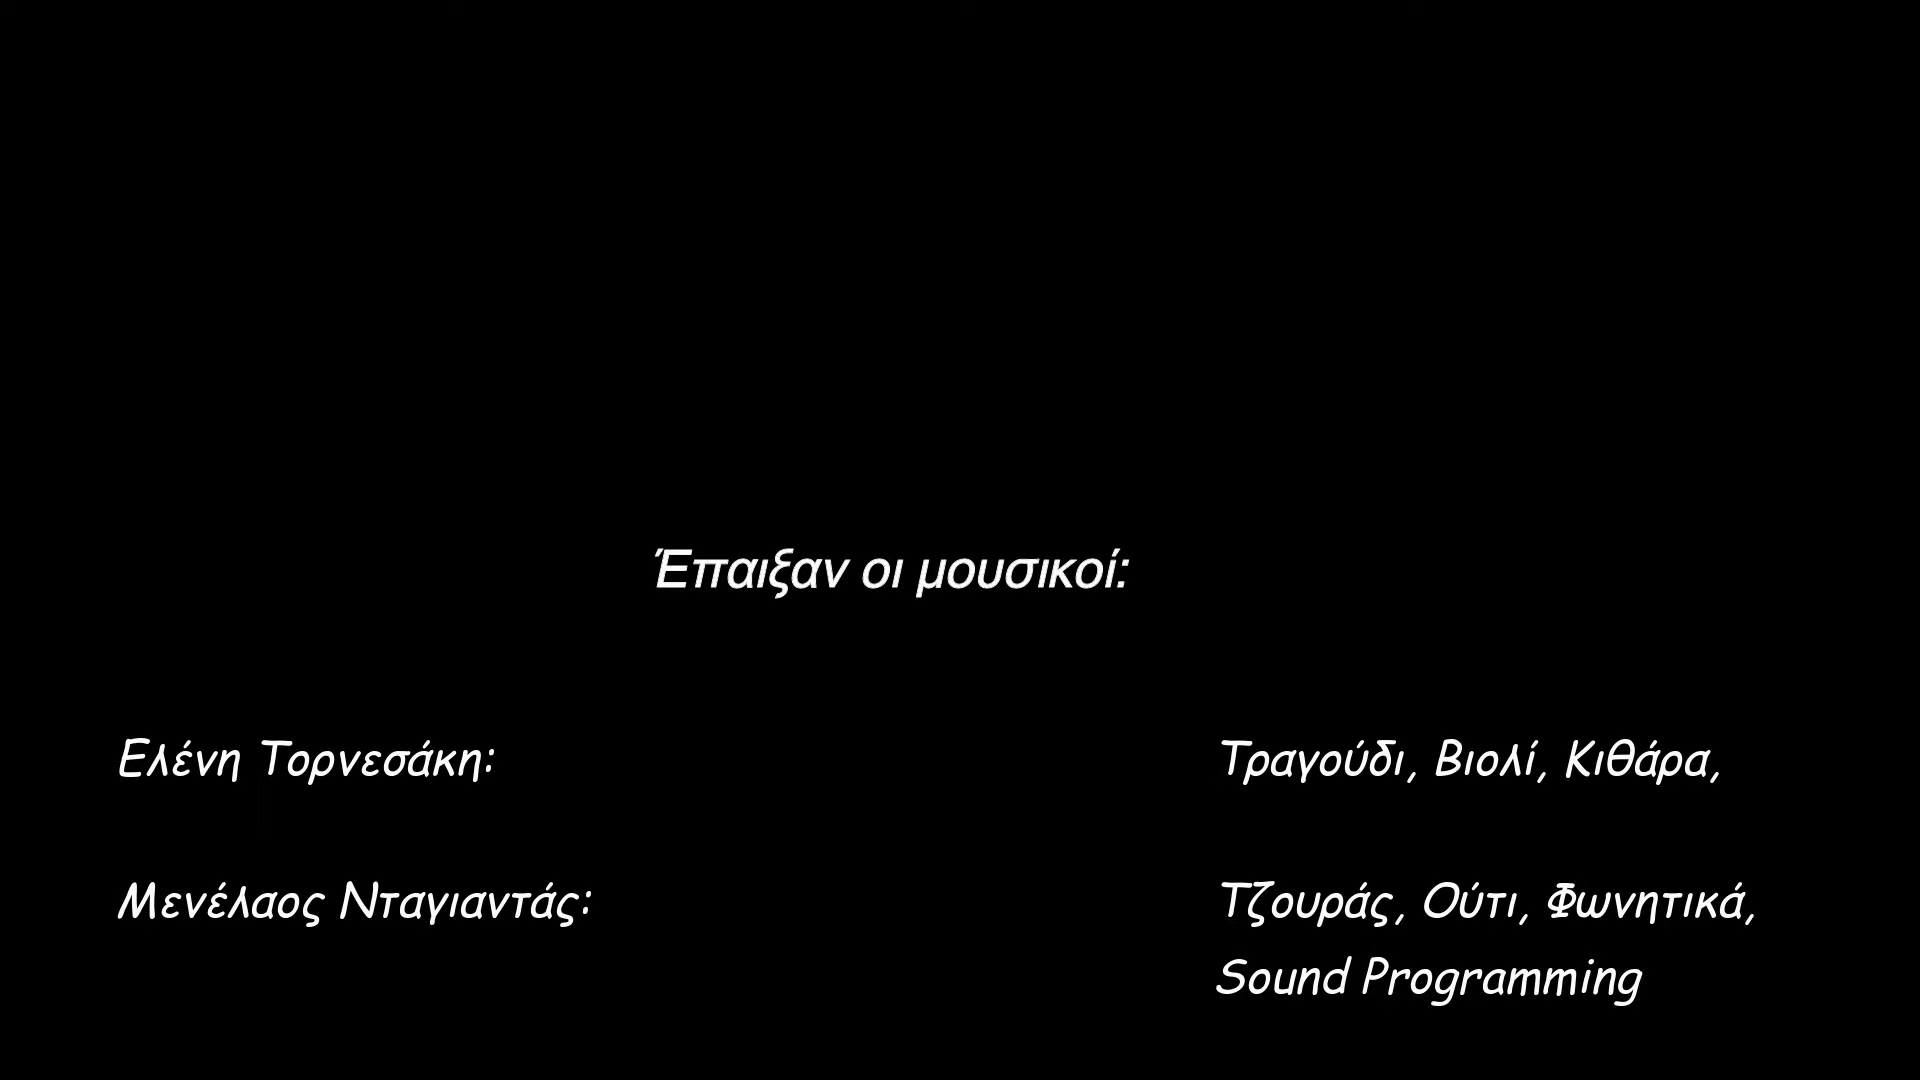 Έπαιξαν οι μουσικοί:
Ελένη Τορνεσάκη: Τραγούδι, Βιολί, Κιθάρα,
Μενέλαος Νταγιαντάς: Τζουράς, Ούτι, Φωνητικά,
Sound Programming